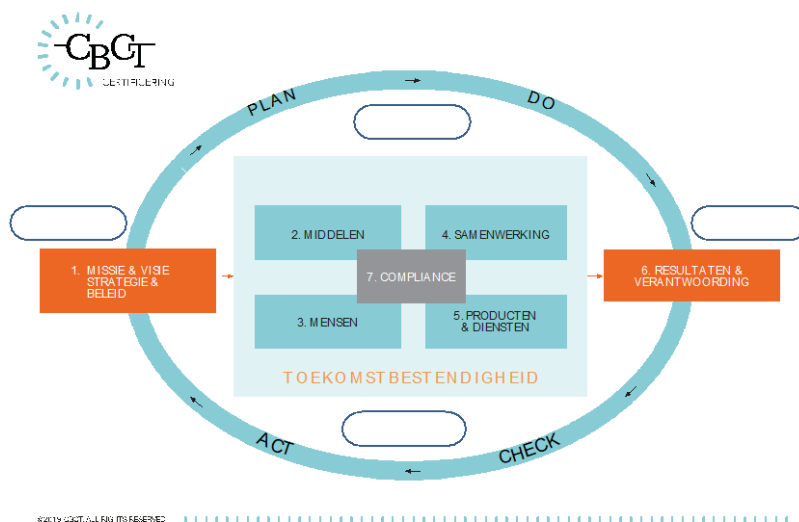 CBCT
CERTIFICERING
PLAN
DO
2. MIDDELEN
4. SAMENWERKING
1. MISSIE & VISIE
STRATEGIE &
BELEID
7. COMPLIANCE
6. RESULTATEN &
VERANTWOORDING
3. MENSEN
5. PRODUCTEN
& DIENSTEN
TOEKOMSTBESTENDIGHEID
ACT
CHECK
©2019 CBCT. ALL RIGHTS RESERVED